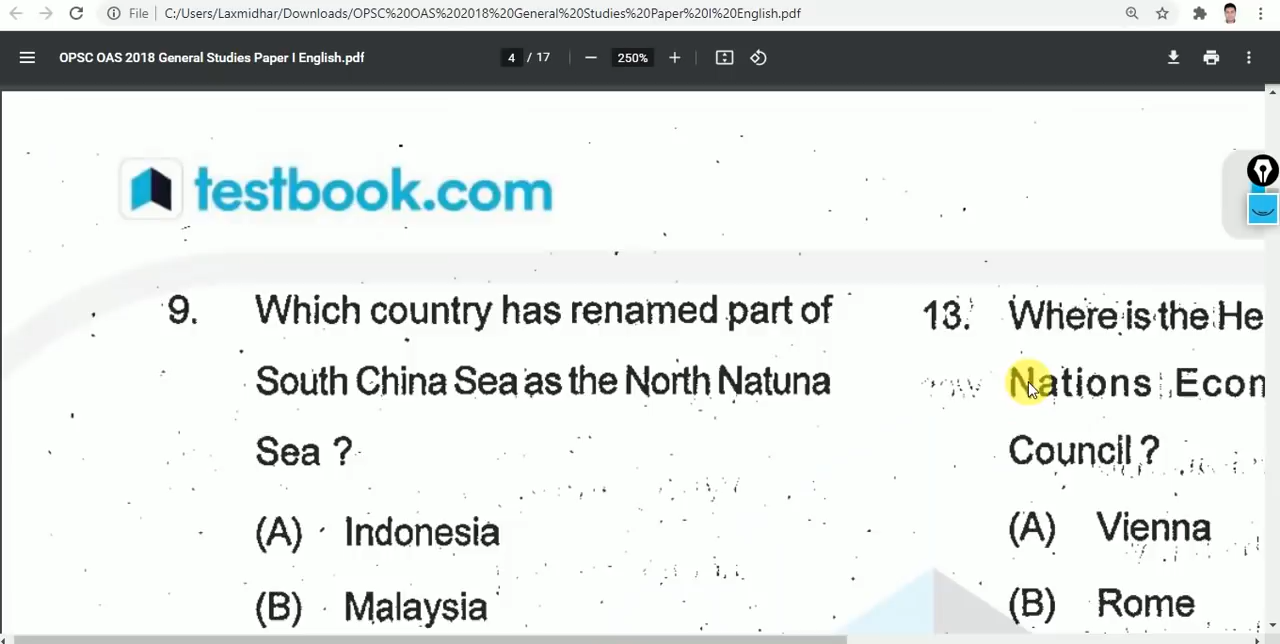 File
C:/Users/Laxmidhar/Downloads/OPSC%20OAS%202018%20General%20Studies%20Paper%20I%20English.pdf
OPSC OAS 2018 General Studies Paper I English.pdf
4 / 17
250%
testbook.com
9. Which country has renamed part of
South China Sea as the North Natuna
Sea ?
(A) Indonesia
(B) Malaysia
13. Where is the He
Nations Econ
Council ?
(A) Vienna
(B) Rome